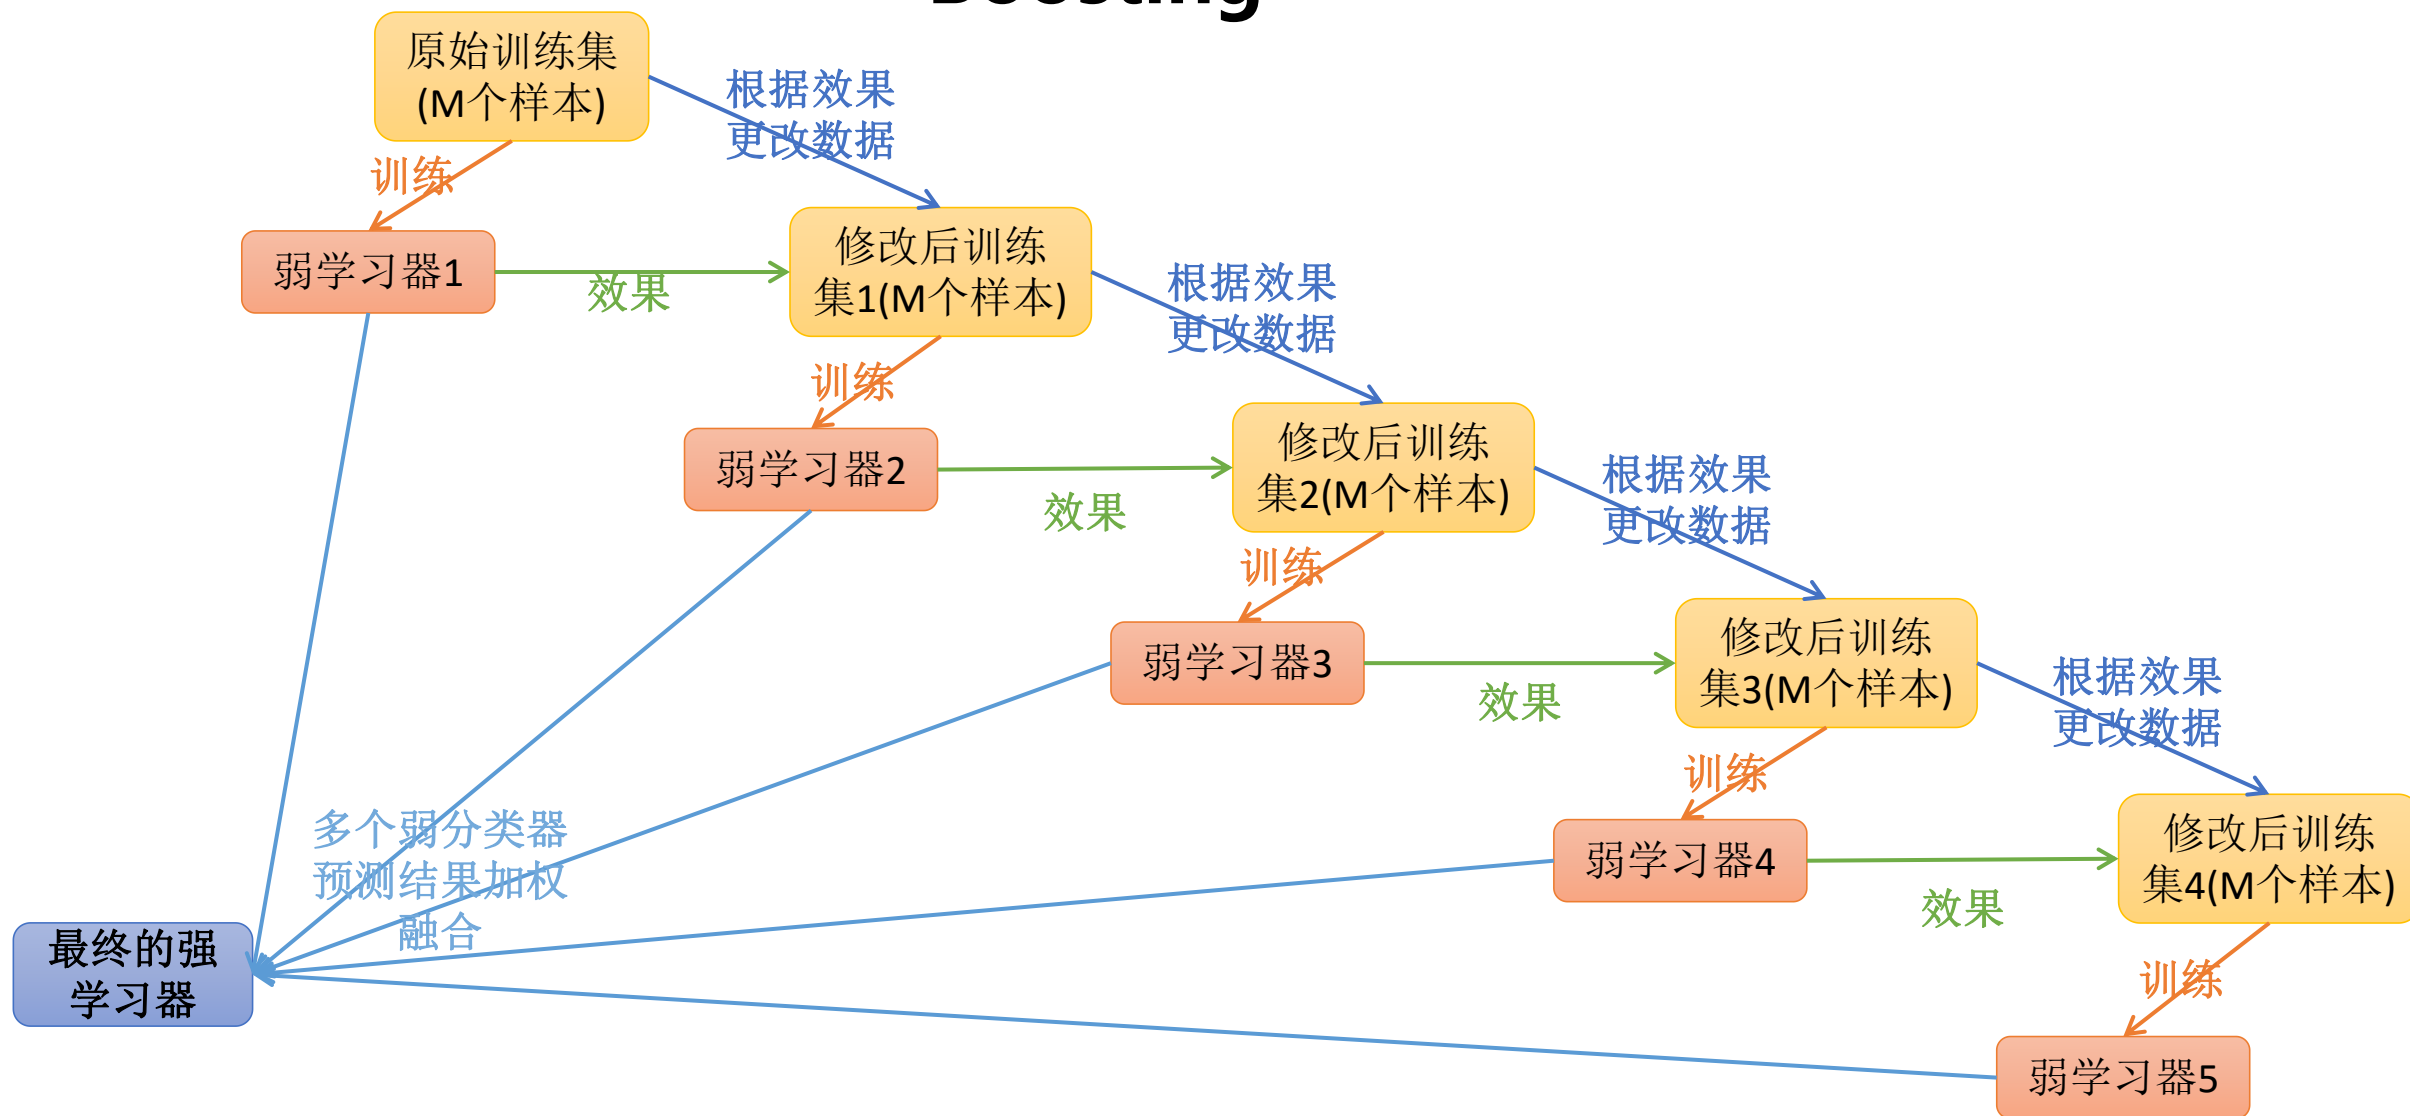 Boosting
原始训练集
(M个样本)
根据效果
更改数据
训练
弱学习器1
效果
修改后训练
集1(M个样本)
根据效果
更改数据
训练
弱学习器2
效果
修改后训练
集2(M个样本)
根据效果
更改数据
训练
弱学习器3
效果
修改后训练
集3(M个样本)
根据效果
更改数据
训练
弱学习器4
效果
修改后训练
集4(M个样本)
训练
弱学习器5
多个弱分类器
预测结果加权
融合
最终的强
学习器